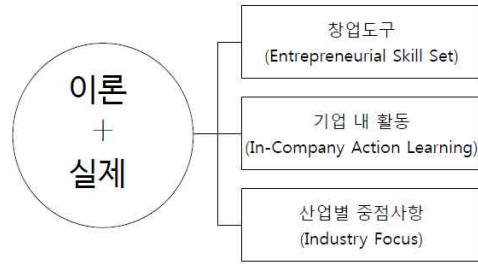 이론
+
실제
창업도구
(Entrepreneurial Skill Set)
기업 내 활동
(In-Company Action Learning)
산업별 중점사항
(Industry Focus)